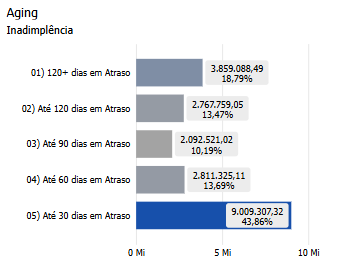 Aging
Inadimplência
01) 120+ dias em Atraso
3.859.088,49
18,79%
02) Até 120 dias em Atraso
2.767.759,05
13,47%
03) Até 90 dias em Atraso
2.092.521,02
10,19%
04) Até 60 dias em Atraso
2.811.325,11
13,69%
05) Até 30 dias em Atraso
9.009.307,32
43,86%
0 Mi 5 Mi 10 Mi